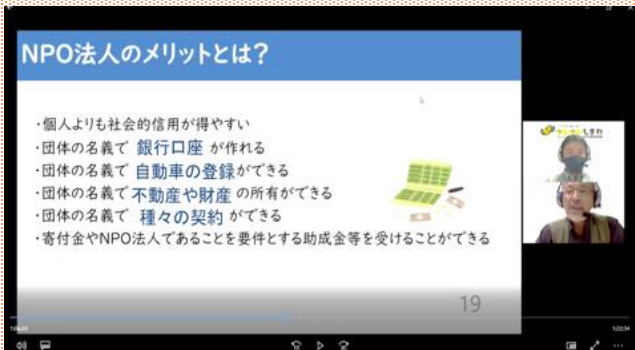 NPO法人のメリットとは？
・個人よりも社会的信用が得やすい
・団体の名義で 銀行口座 が作れる
・団体の名義で 自動車の登録ができる
・団体の名義で 不動産や財産 の所有ができる
・団体の名義で 種々の契約 ができる
・寄付金やNPO法人であることを要件とする助成金等を受けることができる
19